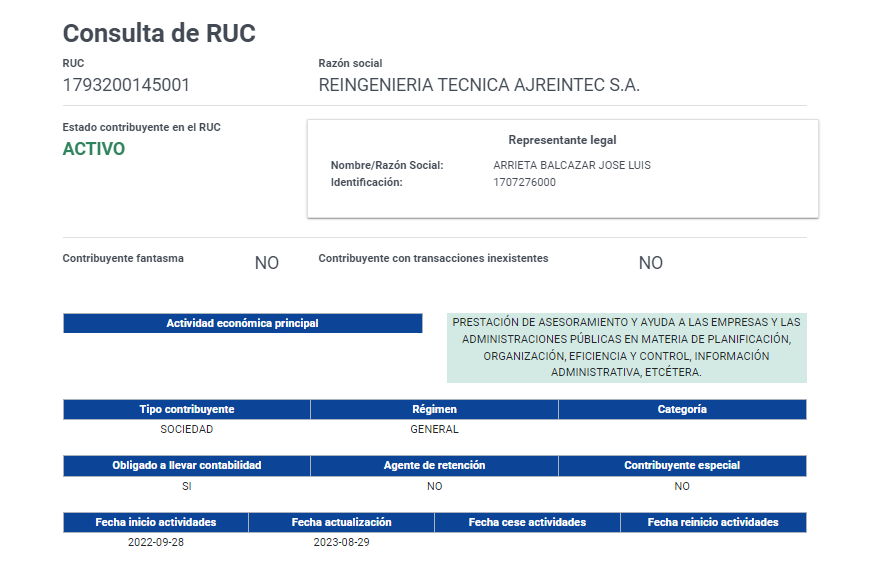 Consulta de RUC
RUC
Razón social
1793200145001
REINGENIERIA TECNICA AJREINTEC S.A.
Estado contribuyente en el RUC
ACTIVO
Representante legal
Nombre/Razón Social:
ARRIETA BALCAZAR JOSE LUIS
Identificación:
1707276000
Contribuyente fantasma
NO
Contribuyente con transacciones inexistentes
NO
Actividad económica principal
PRESTACIÓN DE ASESORAMIENTO Y AYUDA A LAS EMPRESAS Y LAS
ADMINISTRACIONES PÚBLICAS EN MATERIA DE PLANIFICACIÓN,
ORGANIZACIÓN, EFICIENCIA Y CONTROL, INFORMACIÓN
ADMINISTRATIVA, ETCÉTERA.
Tipo contribuyente
Régimen
Categoría
SOCIEDAD
GENERAL
Obligado a llevar contabilidad
Agente de retención
Contribuyente especial
SI
NO
NO
Fecha inicio actividades
Fecha actualización
Fecha cese actividades
Fecha reinicio actividades
2022-09-28
2023-08-29